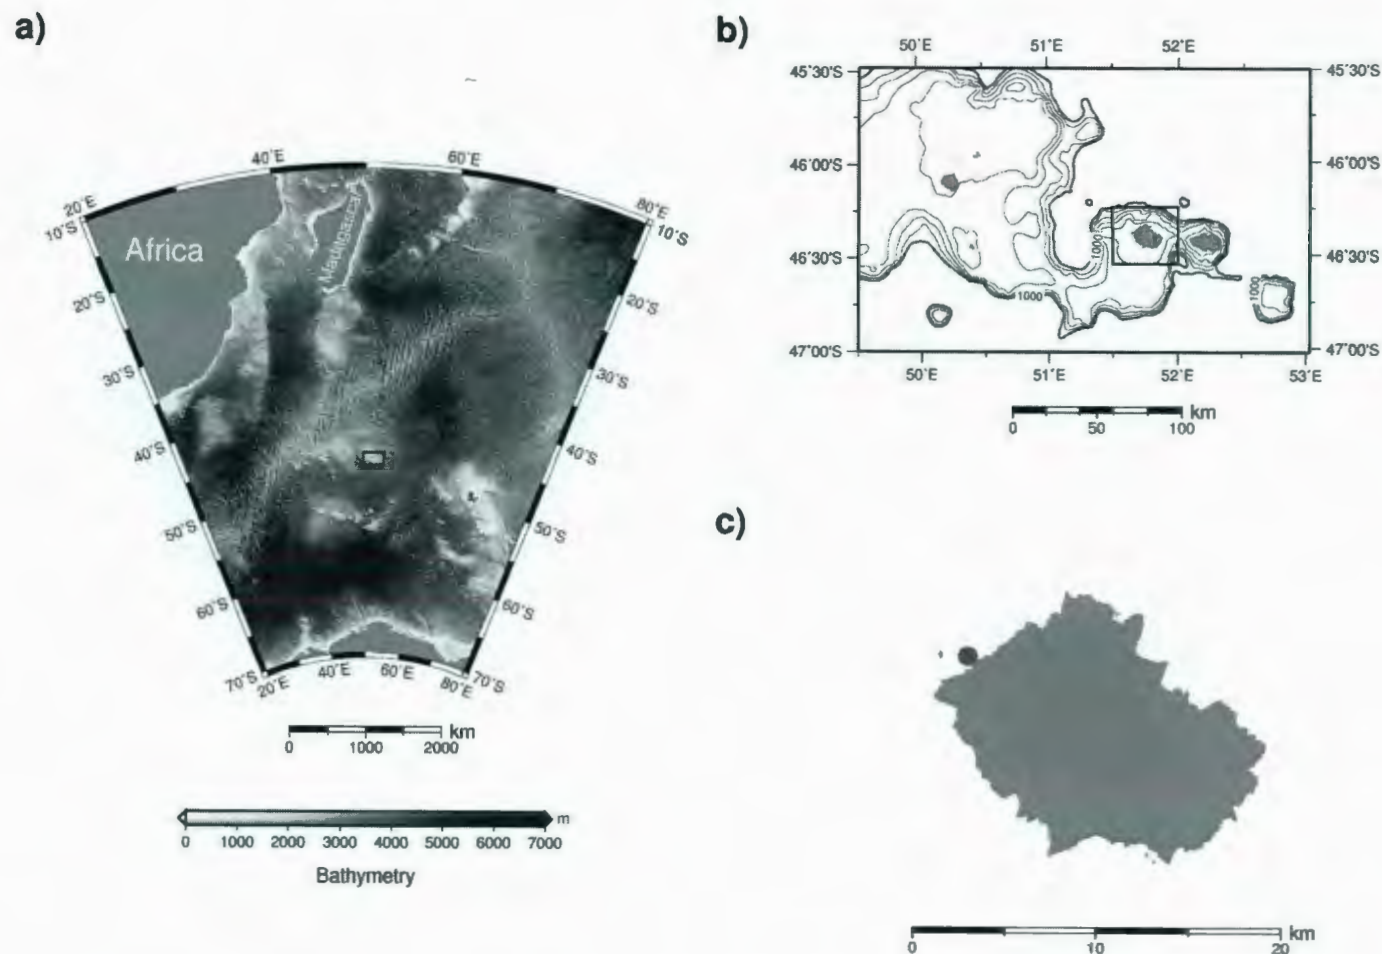 a)
40°E
60°E
20°E
80°E
10°S
10°S
Africa
Madagascar
20°S
20°S
30°S
30°S
40°S
40°S
50°S
50°S
60°S
60°S
70°S
70°S
20°E
40°E
60°E
80°E
km
0
1000
2000
m
0 1000 2000 3000 4000 5000 6000 7000
Bathymetry
b)
50°E
51°E
52°E
45°30'S
45°30'S
46°00'S
46°00'S
46°30'S
46°30'S
47°00'S
47°00'S
1000
1000
1000
50°E
51°E
52°E
53°E
km
0
50
100
c)
km
0
10
20